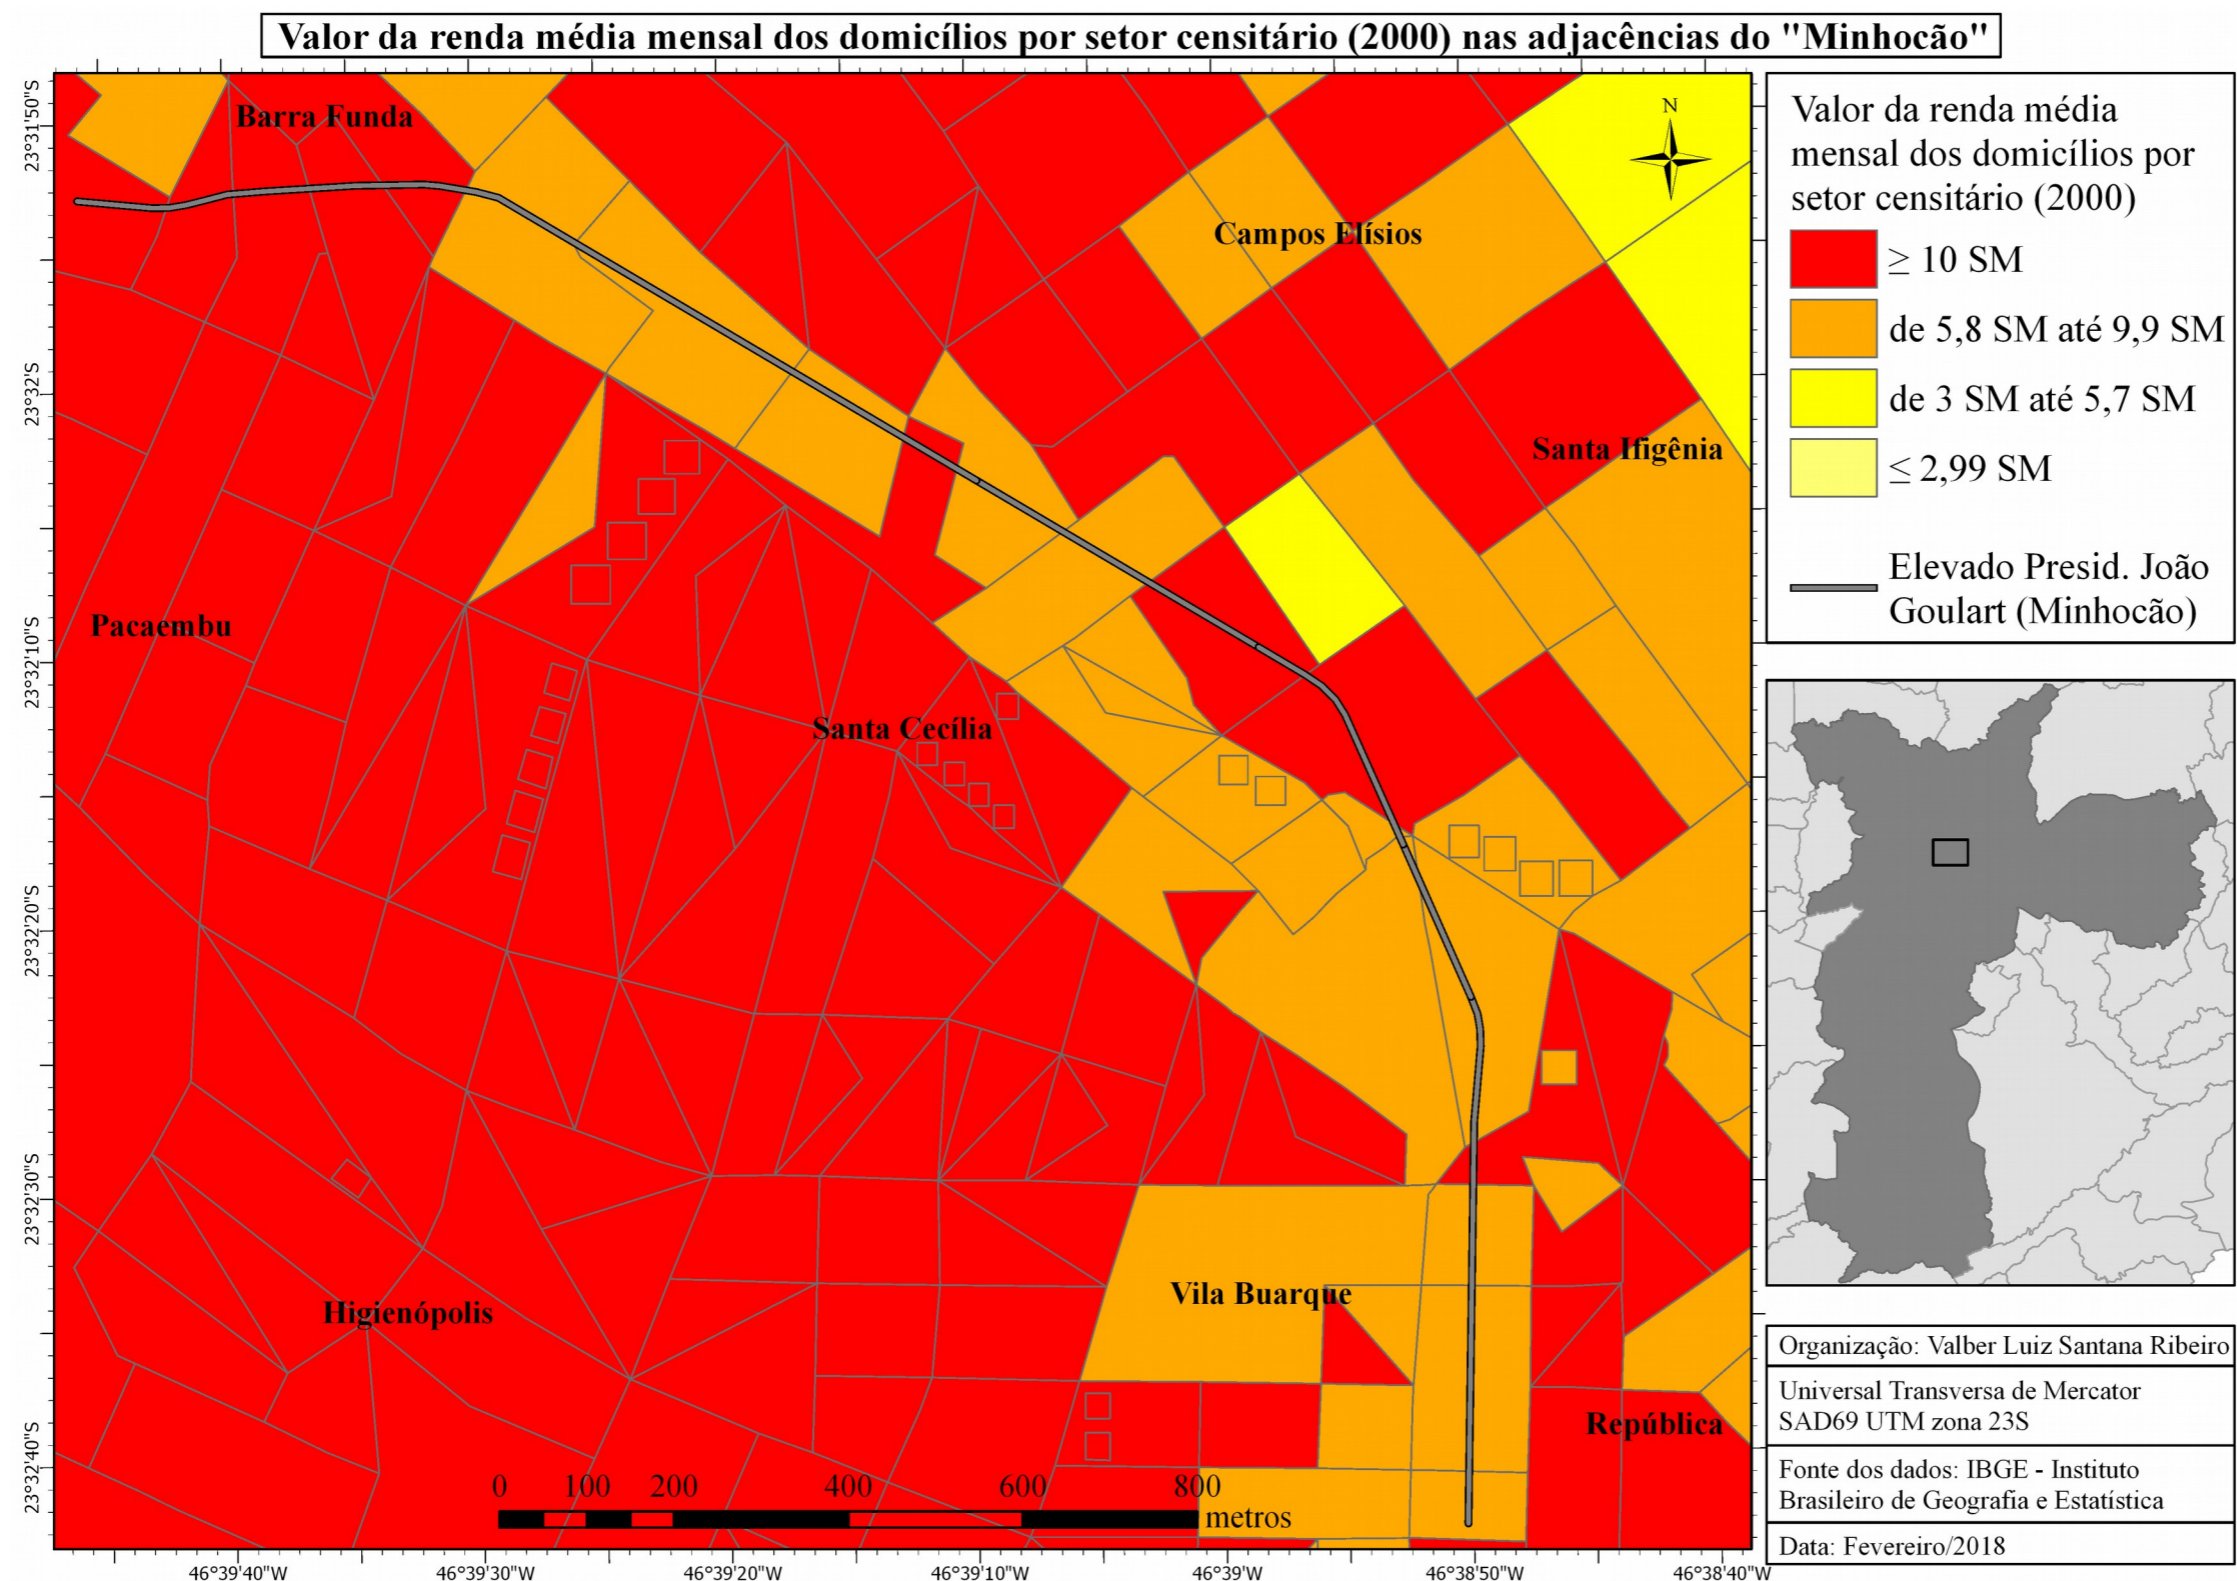 Valor da renda média mensal dos domicílios por setor censitário (2000) nas adjacências do "Minhocão"
Barra Funda
Campos Elísios
Santa Ifigênia
Pacaembu
Santa Cecília
Vila Buarque
Higienópolis
República
N
0 100 200 400 600 800
metros
23°31'50"S
23°32'S
23°32'10"S
23°32'20"S
23°32'30"S
23°32'40"S
46°39'40"W 46°39'30"W 46°39'20"W 46°39'10"W 46°39'W 46°38'50"W 46°38'40"W
Valor da renda média
mensal dos domicílios por
setor censitário (2000)
≥ 10 SM
de 5,8 SM até 9,9 SM
de 3 SM até 5,7 SM
≤ 2,99 SM
Elevado Presid. João
Goulart (Minhocão)
Organização: Valber Luiz Santana Ribeiro
Universal Transversa de Mercator
SAD69 UTM zona 23S
Fonte dos dados: IBGE - Instituto
Brasileiro de Geografia e Estatística
Data: Fevereiro/2018